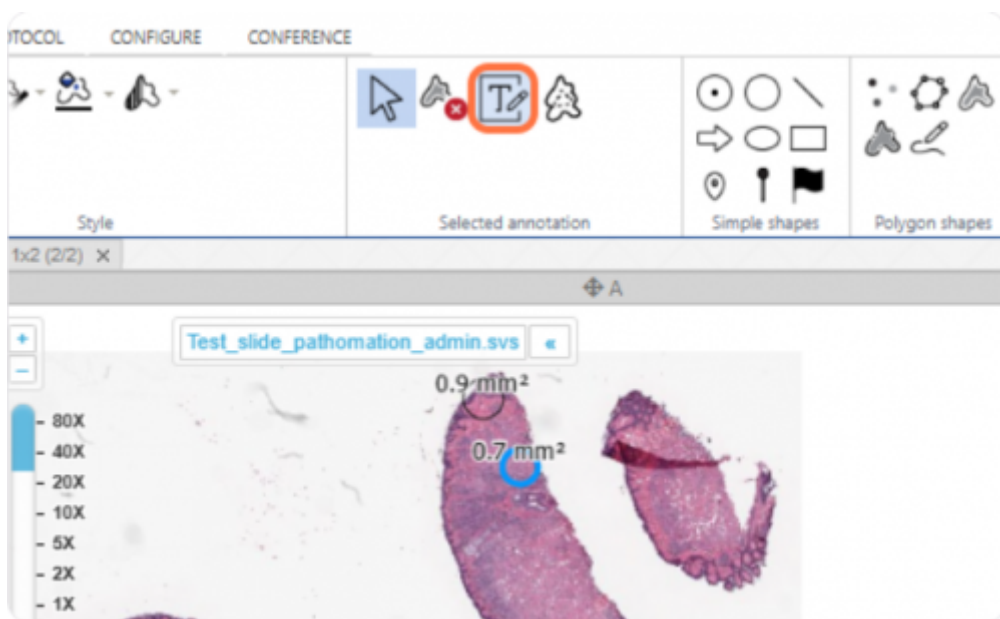 CONFIGURE
CONFERENCE
Style
Selected annotation
Simple shapes
Polygon shapes
1x2 (2/2)
A
Test_slide_pathomation_admin.svs
0.9 mm²
0.7 mm²
80X
40X
20X
10X
5X
2X
1X